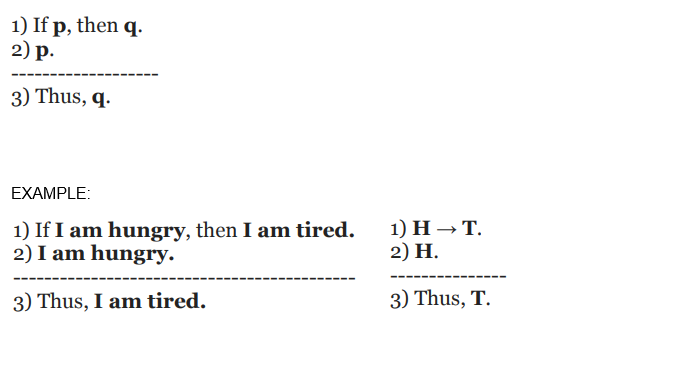 1) If p, then q.
2) p.
--------------------
3) Thus, q.
EXAMPLE:
1) If I am hungry, then I am tired.
2) I am hungry.
----------------------------------------------
3) Thus, I am tired.
1) H → T.
2) H.
---------------
3) Thus, T.